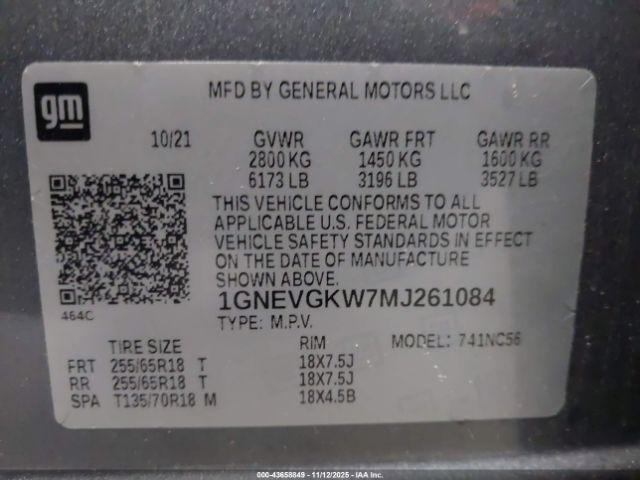 gm
MFD BY GENERAL MOTORS LLC
10/21 GVWR GAWR FRT GAWR RR
2800 KG 1450 KG 1600 KG
6173 LB 3196 LB 3527 LB
THIS VEHICLE CONFORMS TO ALL
APPLICABLE U.S. FEDERAL MOTOR
VEHICLE SAFETY STANDARDS IN EFFECT
ON THE DATE OF MANUFACTURE
SHOWN ABOVE.
464C
1GNEVGKW7MJ261084
TYPE: M.P.V. MODEL: 741NC56
TIRE SIZE RIM
FRT 255/65R18 T 18X7.5J
RR 255/65R18 T 18X7.5J
SPA T135/70R18 M 18X4.5B
000-43658849 - 11/12/2025 - IAA Inc.